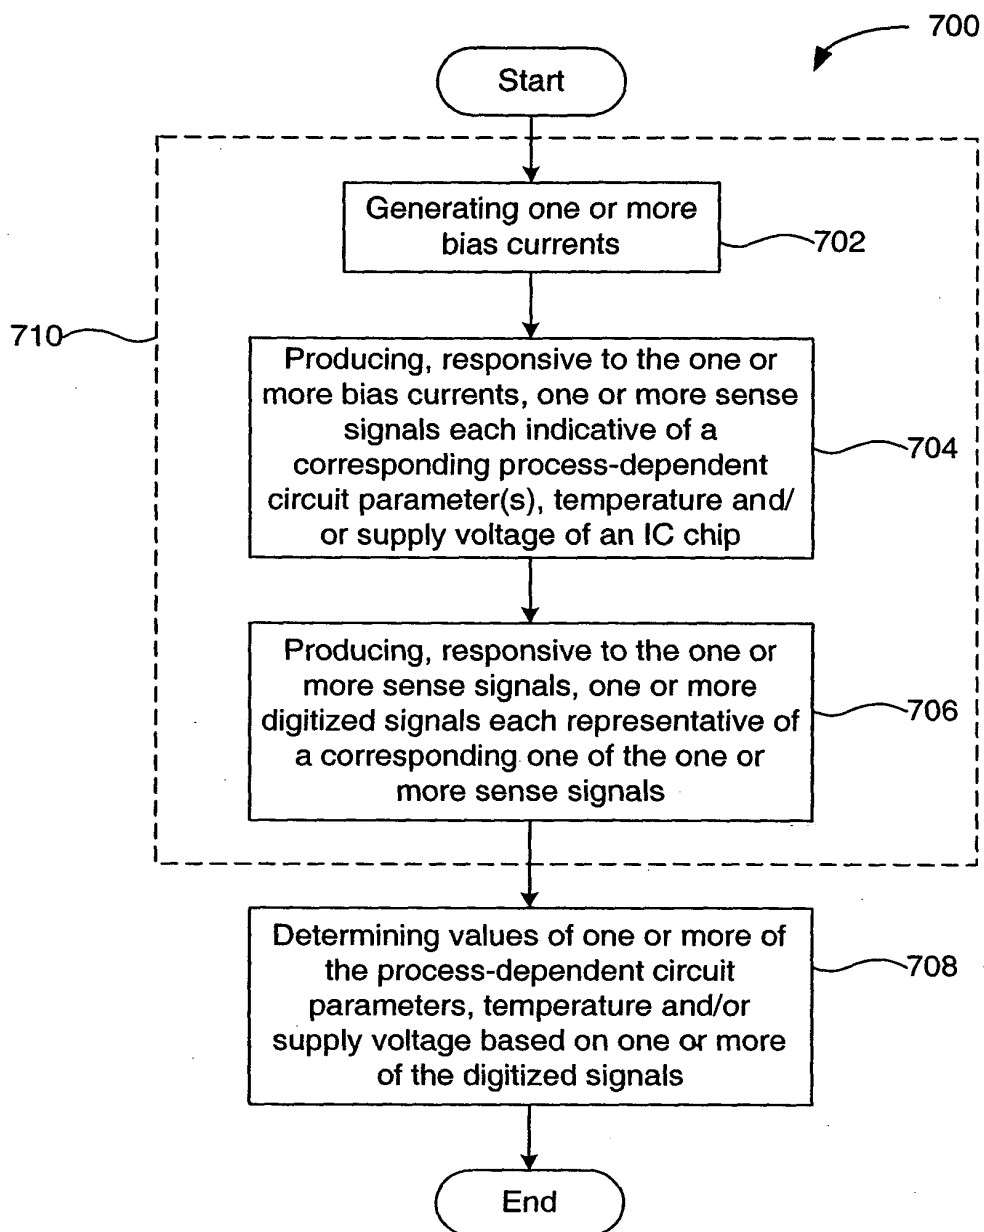 700
Start
Generating one or more
bias currents
702
710
Producing, responsive to the one or
more bias currents, one or more sense
signals each indicative of a
corresponding process-dependent
circuit parameter(s), temperature and/
or supply voltage of an IC chip
704
Producing, responsive to the one or
more sense signals, one or more
digitized signals each representative of
a corresponding one of the one or
more sense signals
706
Determining values of one or more of
the process-dependent circuit
parameters, temperature and/or
supply voltage based on one or more
of the digitized signals
708
End